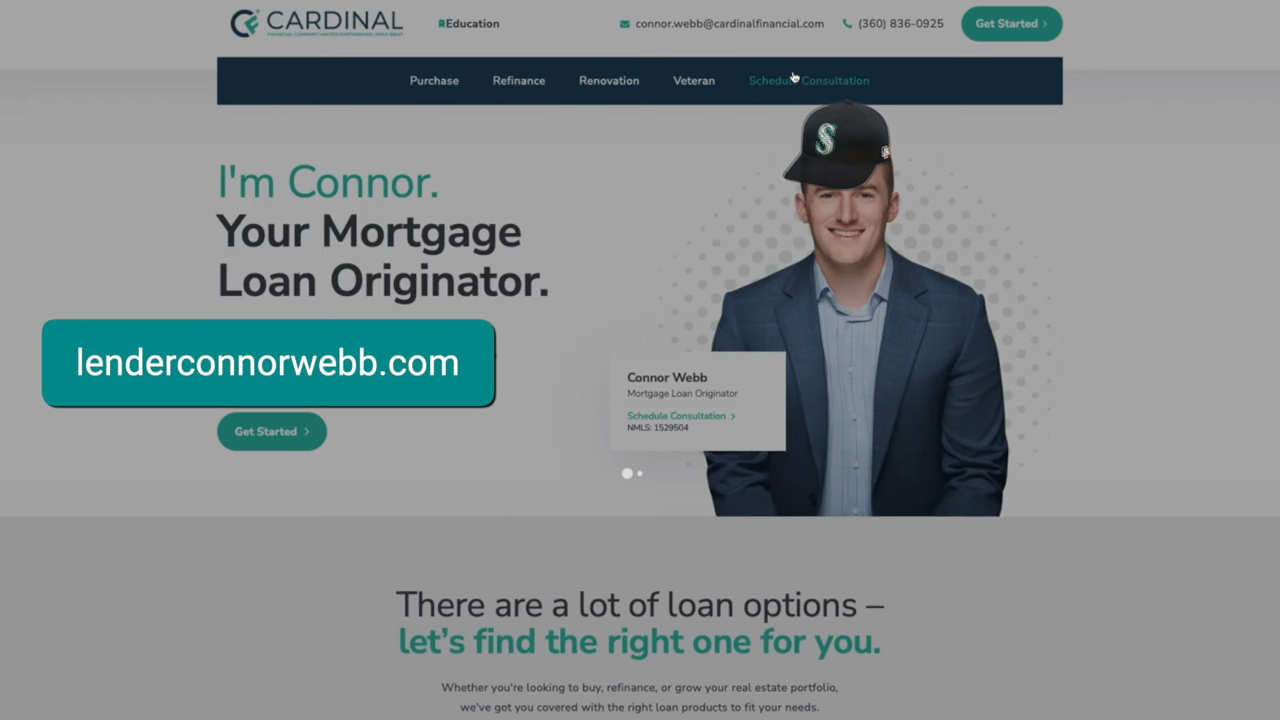 CARDINAL
Education
connor.webb@cardinalfinancial.com
(360) 836-0925
Get Started
Purchase
Refinance
Renovation
Veteran
Schedule Consultation
S
I'm Connor.
Your Mortgage
Loan Originator.
lenderconnorwebb.com
Get Started
Connor Webb
Mortgage Loan Originator
Schedule Consultation
NMLS: 1529504
There are a lot of loan options –
let's find the right one for you.
Whether you're looking to buy, refinance, or grow your real estate portfolio,
we've got you covered with the right loan products to fit your needs.